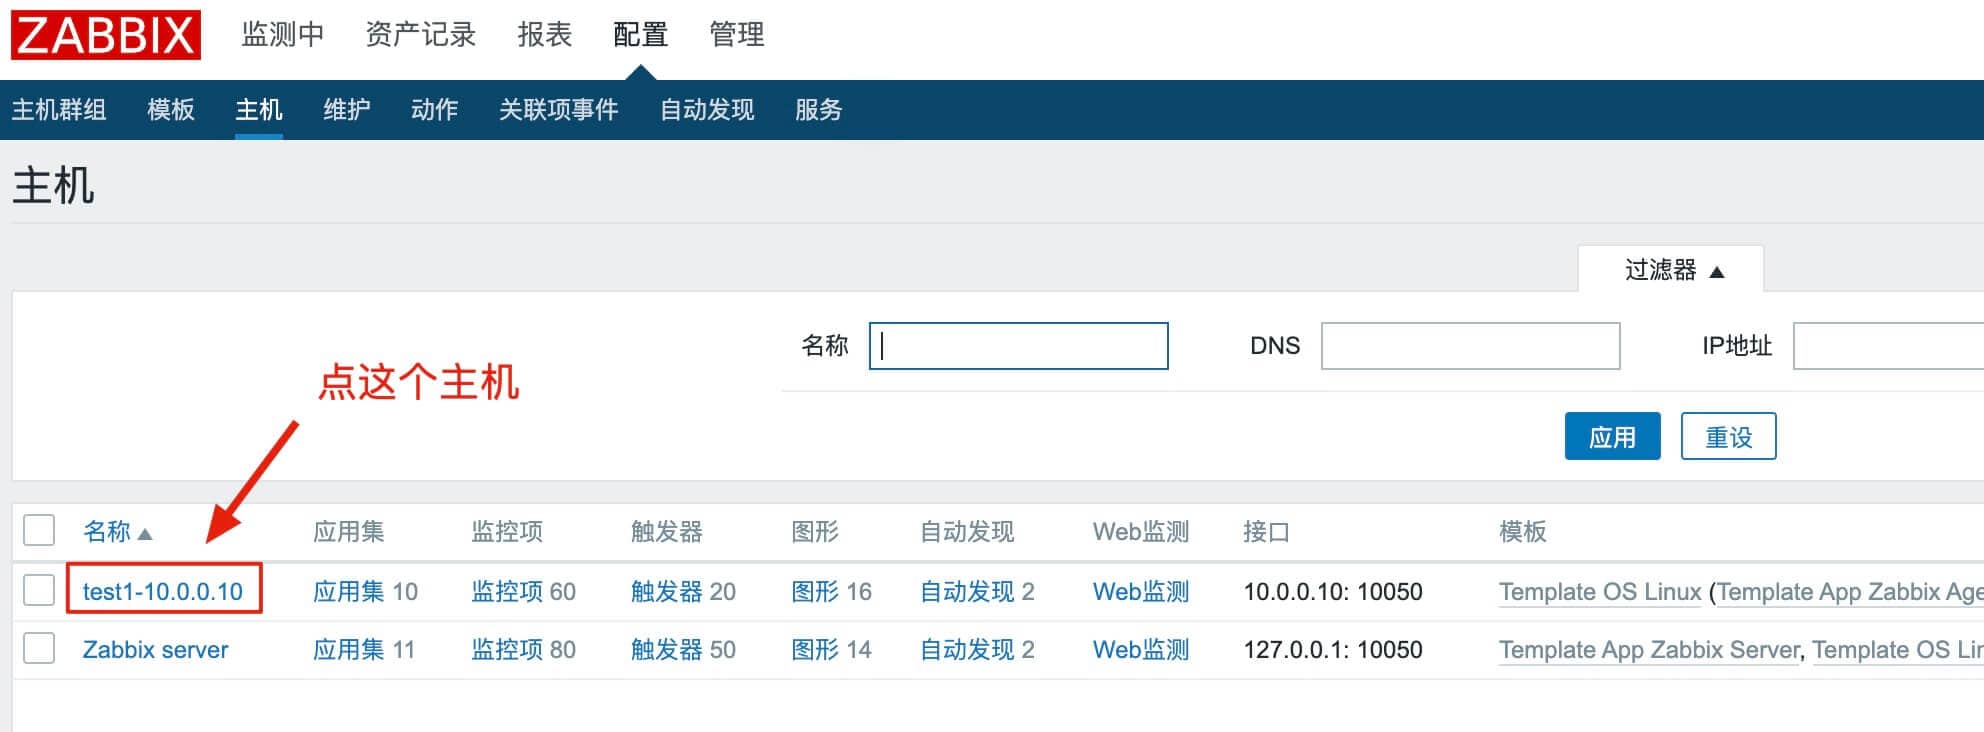 ZABBIX 监测中 资产记录 报表 配置 管理
主机群组 模板 主机 维护 动作 关联项事件 自动发现 服务
主机
过滤器 ▲
名称 DNS IP地址
点这个主机
应用 重设
名称▲ 应用集 监控项 触发器 图形 自动发现 Web监测 接口 模板
test1-10.0.0.10 应用集 10 监控项 60 触发器 20 图形 16 自动发现 2 Web监测 10.0.0.10: 10050 Template OS Linux (Template App Zabbix Age
Zabbix server 应用集 11 监控项 80 触发器 50 图形 14 自动发现 2 Web监测 127.0.0.1: 10050 Template App Zabbix Server, Template OS Lin